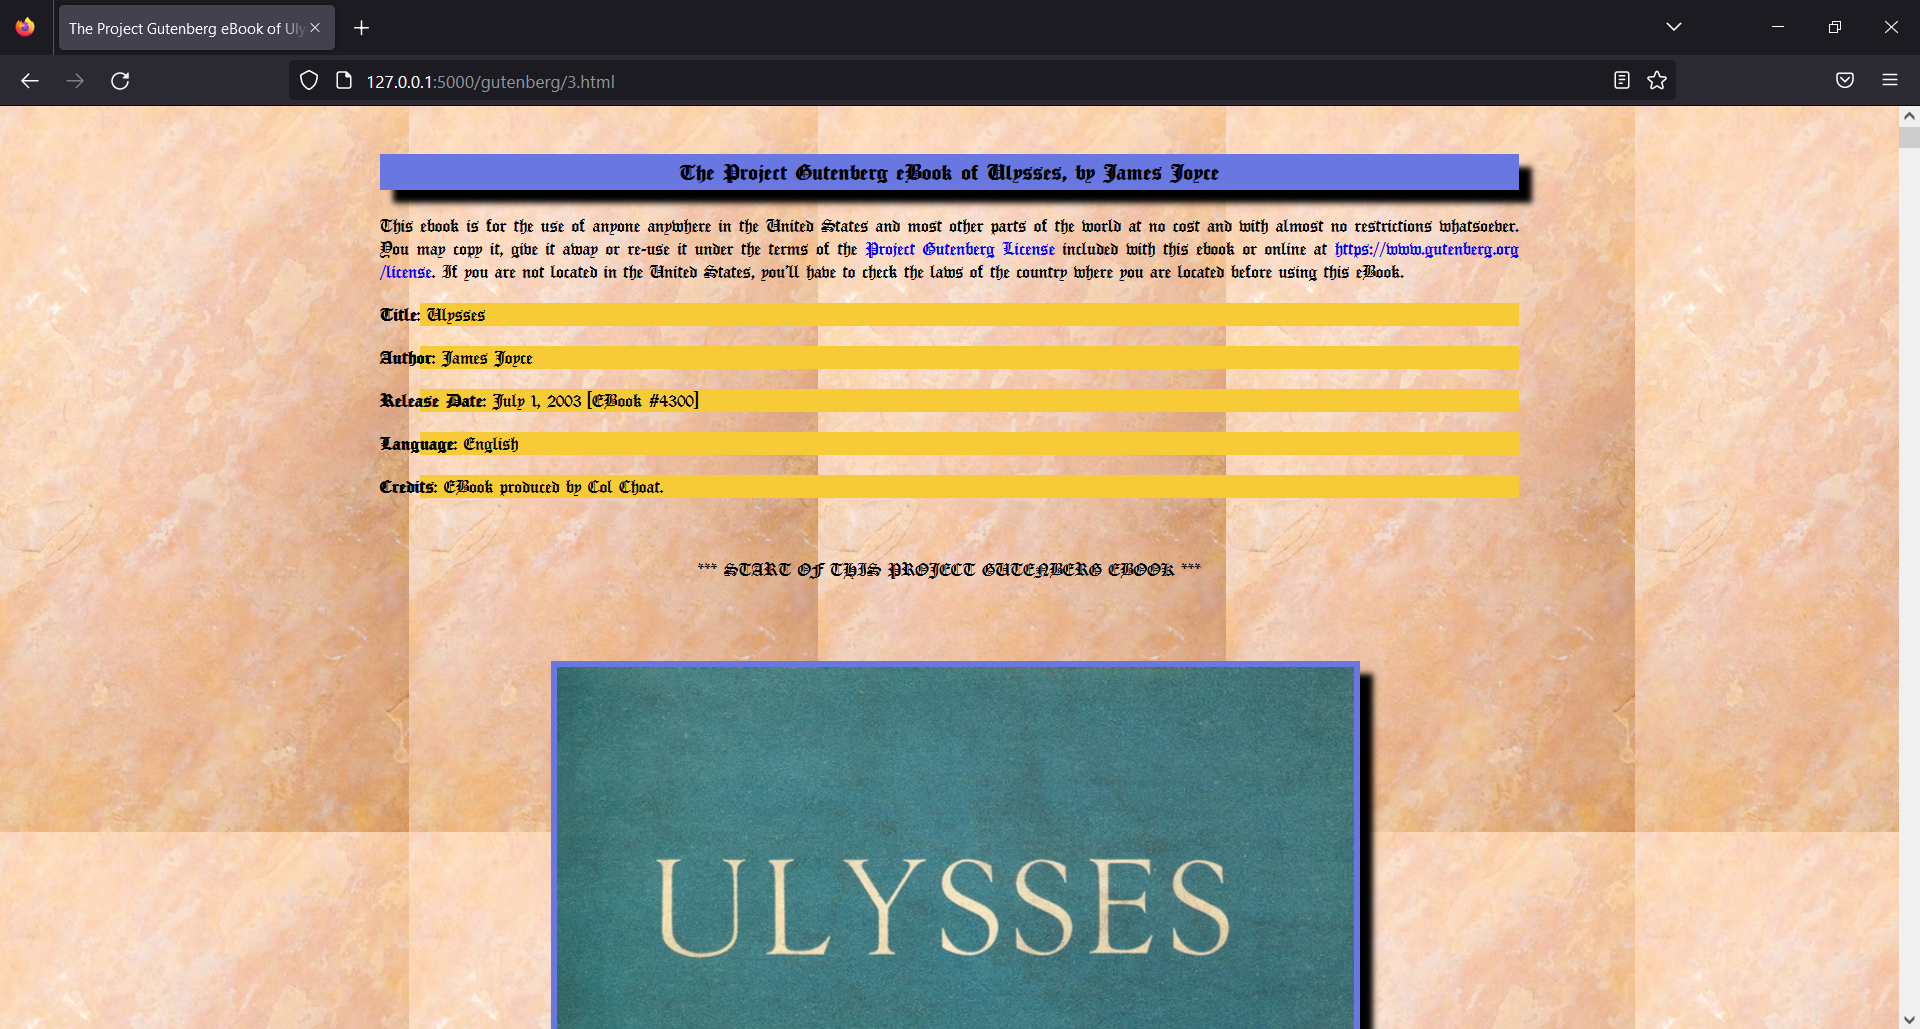 The Project Gutenberg eBook of Uly
127.0.0.1:5000/gutenberg/3.html
The Project Gutenberg eBook of Ulysses, by James Joyce
This ebook is for the use of anyone anywhere in the United States and most other parts of the world at no cost and with almost no restrictions whatsoever.
You may copy it, give it away or re-use it under the terms of the Project Gutenberg License included with this ebook or online at https://www.gutenberg.org
/license. If you are not located in the United States, you'll have to check the laws of the country where you are located before using this eBook.
Title: Ulysses
Author: James Joyce
Release Date: July 1, 2003 [EBook #4300]
Language: English
Credits: EBook produced by Col Choat.
*** START OF THIS PROJECT GUTENBERG EBOOK ***
ULYSSES